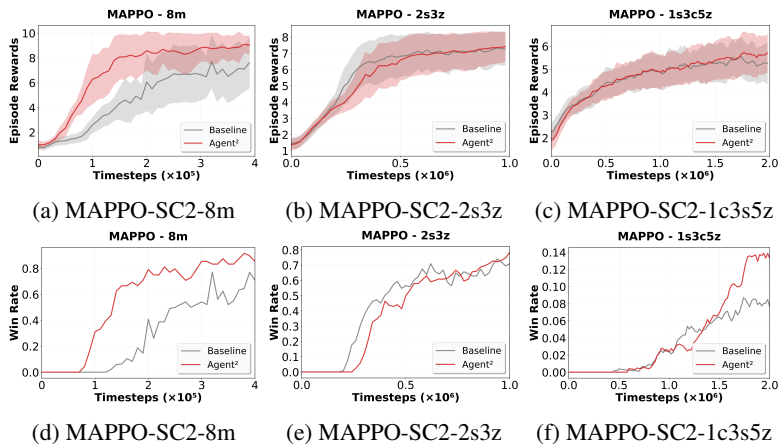 MAPPO - 8m
MAPPO - 2s3z
MAPPO - 1s3c5z
Episode Rewards
10
8
6
4
2
0
1
2
3
4
Timesteps (×10⁵)
Baseline
Agent²
Episode Rewards
8
7
6
5
4
3
2
1
0.0
0.5
1.0
Timesteps (×10⁶)
Baseline
Agent²
Episode Rewards
6
5
4
3
2
0.0
0.5
1.0
1.5
2.0
Timesteps (×10⁶)
Baseline
Agent²
(a) MAPPO-SC2-8m
(b) MAPPO-SC2-2s3z
(c) MAPPO-SC2-1c3s5z
MAPPO - 8m
MAPPO - 2s3z
MAPPO - 1s3c5z
Win Rate
0.8
0.6
0.4
0.2
0.0
0
1
2
3
4
Timesteps (×10⁵)
Baseline
Agent²
Win Rate
0.8
0.7
0.6
0.5
0.4
0.3
0.2
0.1
0.0
0.0
0.5
1.0
Timesteps (×10⁶)
Baseline
Agent²
Win Rate
0.14
0.12
0.10
0.08
0.06
0.04
0.02
0.00
0.0
0.5
1.0
1.5
2.0
Timesteps (×10⁶)
Baseline
Agent²
(d) MAPPO-SC2-8m
(e) MAPPO-SC2-2s3z
(f) MAPPO-SC2-1c3s5z